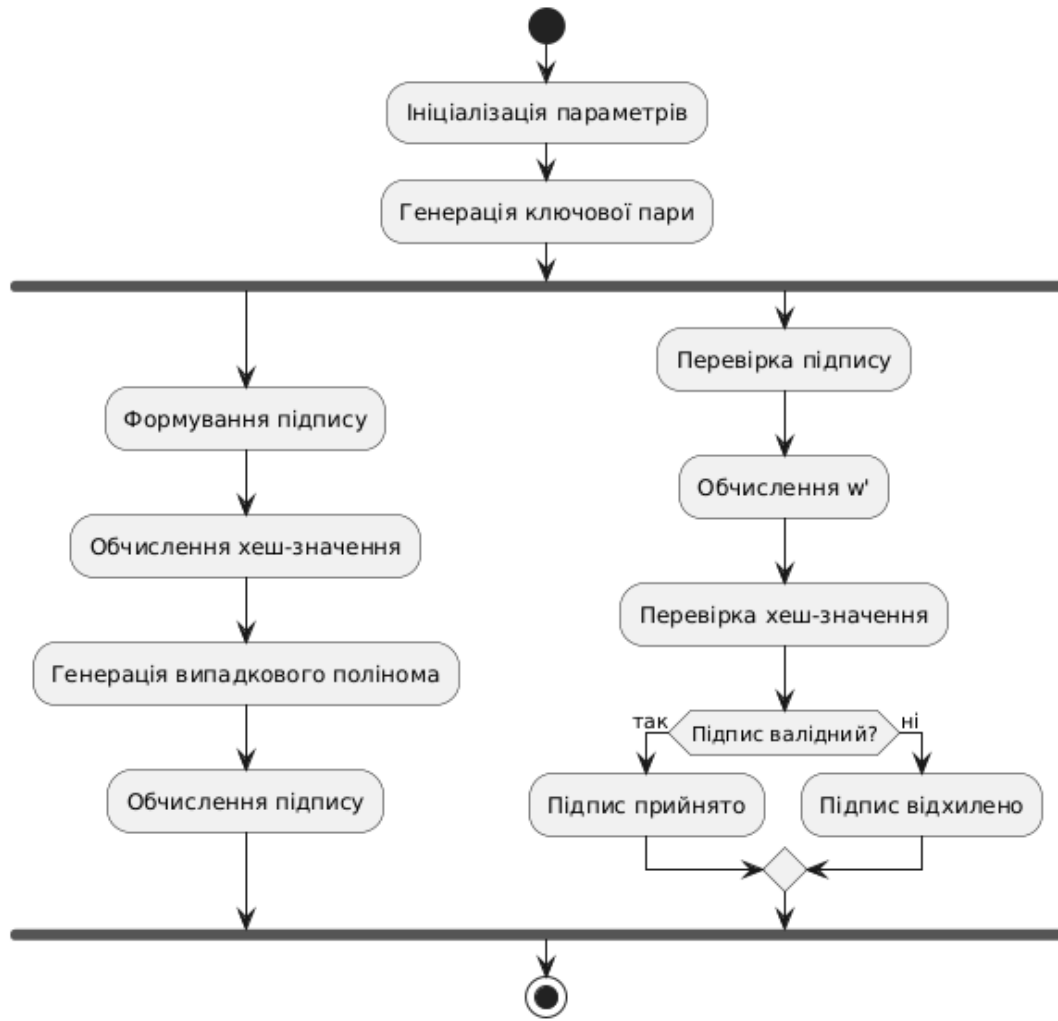 Ініціалізація параметрів
Генерація ключової пари
Формування підпису
Обчислення хеш-значення
Генерація випадкового полінома
Обчислення підпису
Перевірка підпису
Обчислення w'
Перевірка хеш-значення
так
Підпис валідний?
ні
Підпис прийнято
Підпис відхилено